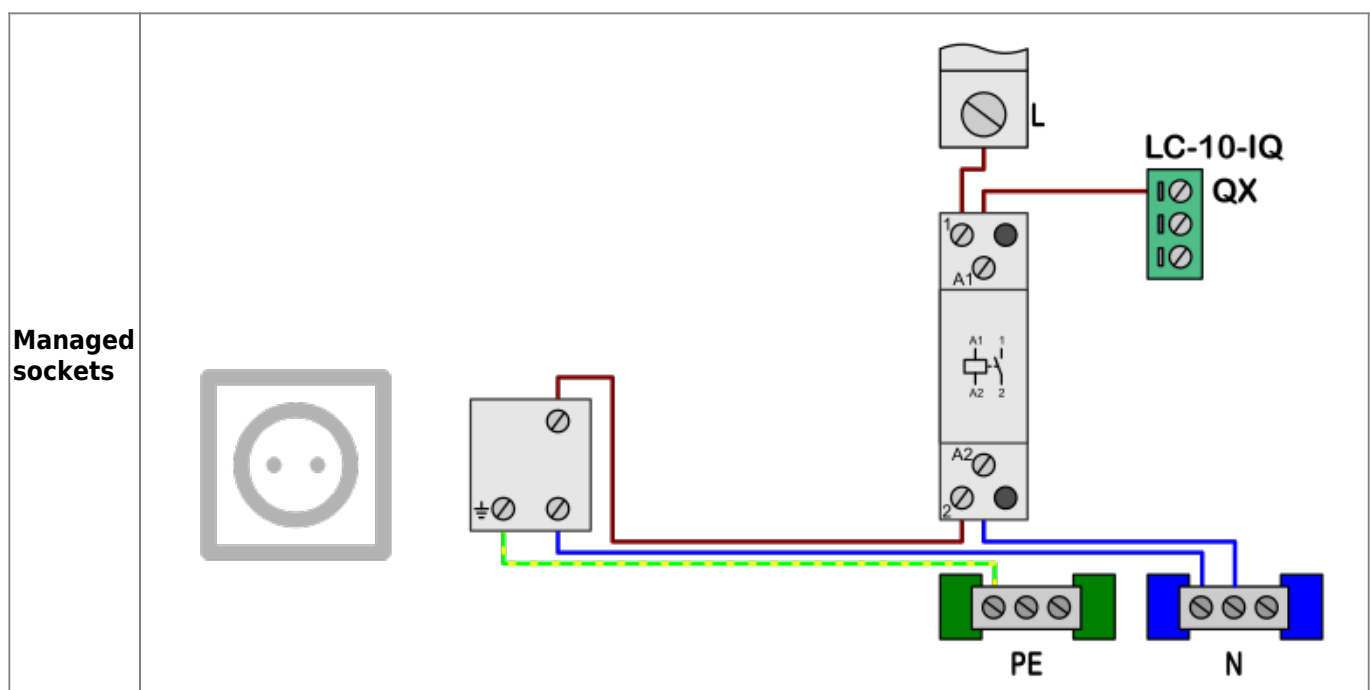 Managed
sockets
L
LC-10-IQ
QX
1
A1
A1 1
A2 2
A2
2
PE
N